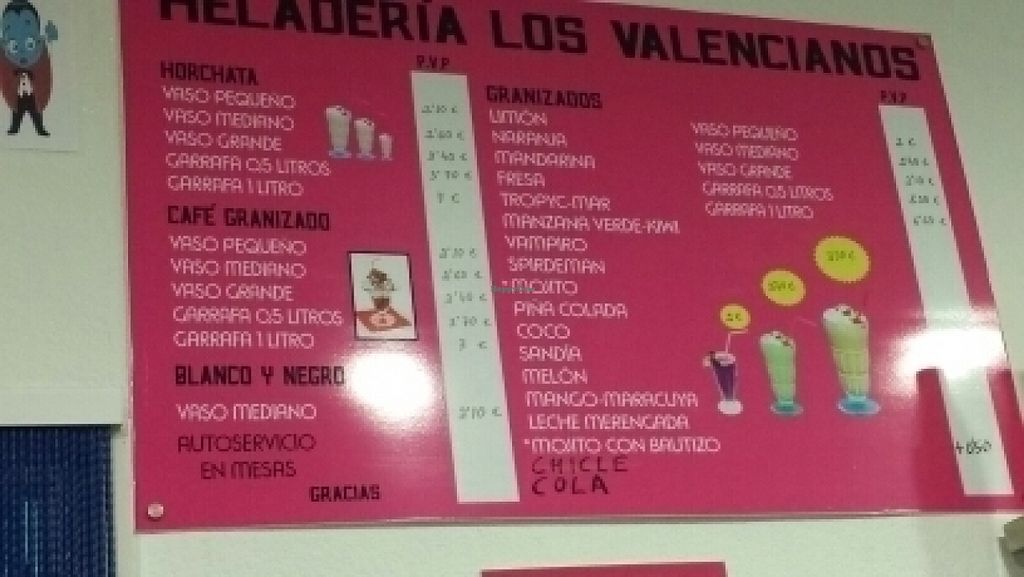 HELADERÍA LOS VALENCIANOS
P.V.P
HORCHATA
VASO PEQUEÑO
VASO MEDIANO
VASO GRANDE
GARRAFA 0,5 LITROS
GARRAFA 1 LITRO
CAFÉ GRANIZADO
VASO PEQUEÑO
VASO MEDIANO
VASO GRANDE
GARRAFA 0,5 LITROS
GARRAFA 1 LITRO
BLANCO Y NEGRO
VASO MEDIANO
AUTOSERVICIO
EN MESAS
GRACIAS
GRANIZADOS
LIMÓN
NARANJA
MANDARINA
FRESA
TROPYC-MAR
MANZANA VERDE-KIWI
VAMPIRO
SPIRDEMAN
*MOJITO
PIÑA COLADA
COCO
SANDÍA
MELÓN
MANGO-MARACUYA
LECHE MERENGADA
*MOJITO CON BAUTIZO
CHICLE
COLA
P.V.P
VASO PEQUEÑO
VASO MEDIANO
VASO GRANDE
GARRAFA 0,5 LITROS
GARRAFA 1 LITRO
2 €
2 €
+0'50